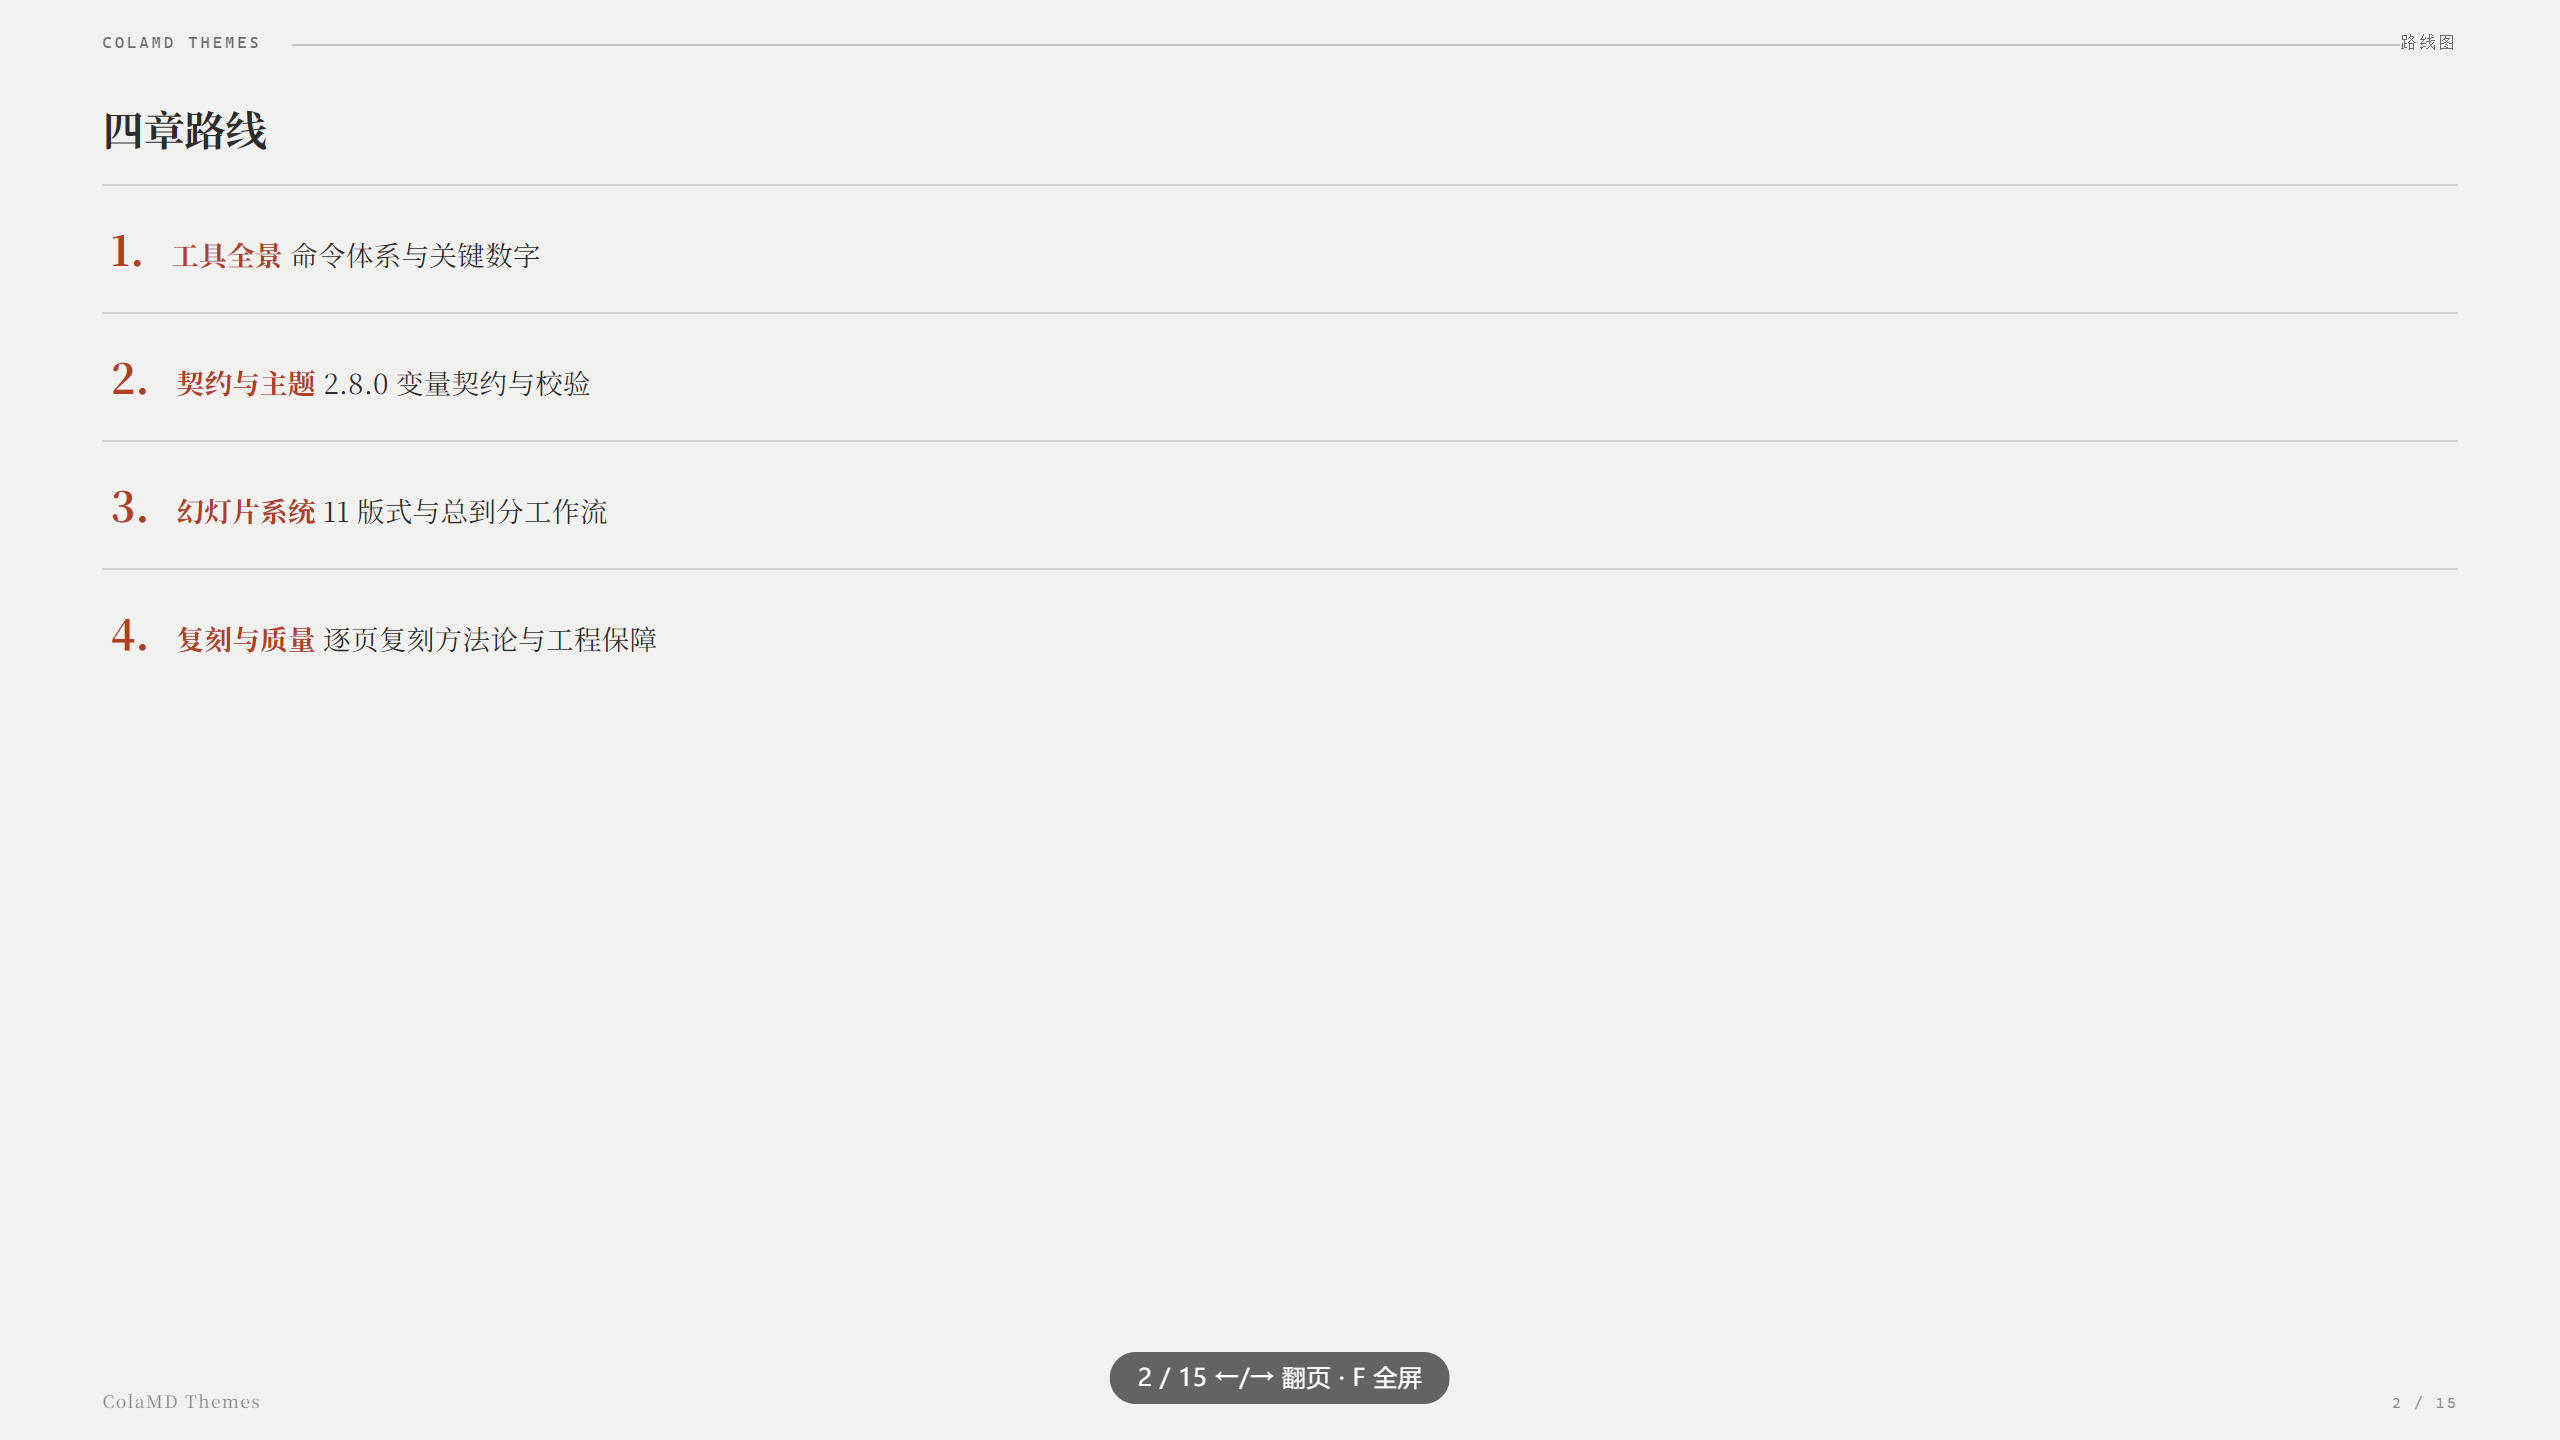 COLAMD THEMES
路线图
四章路线
1. 工具全景 命令体系与关键数字
2. 契约与主题 2.8.0 变量契约与校验
3. 幻灯片系统 11 版式与总到分工作流
4. 复刻与质量 逐页复刻方法论与工程保障
2 / 15 ←/→ 翻页 · F 全屏
ColaMD Themes
2 / 15